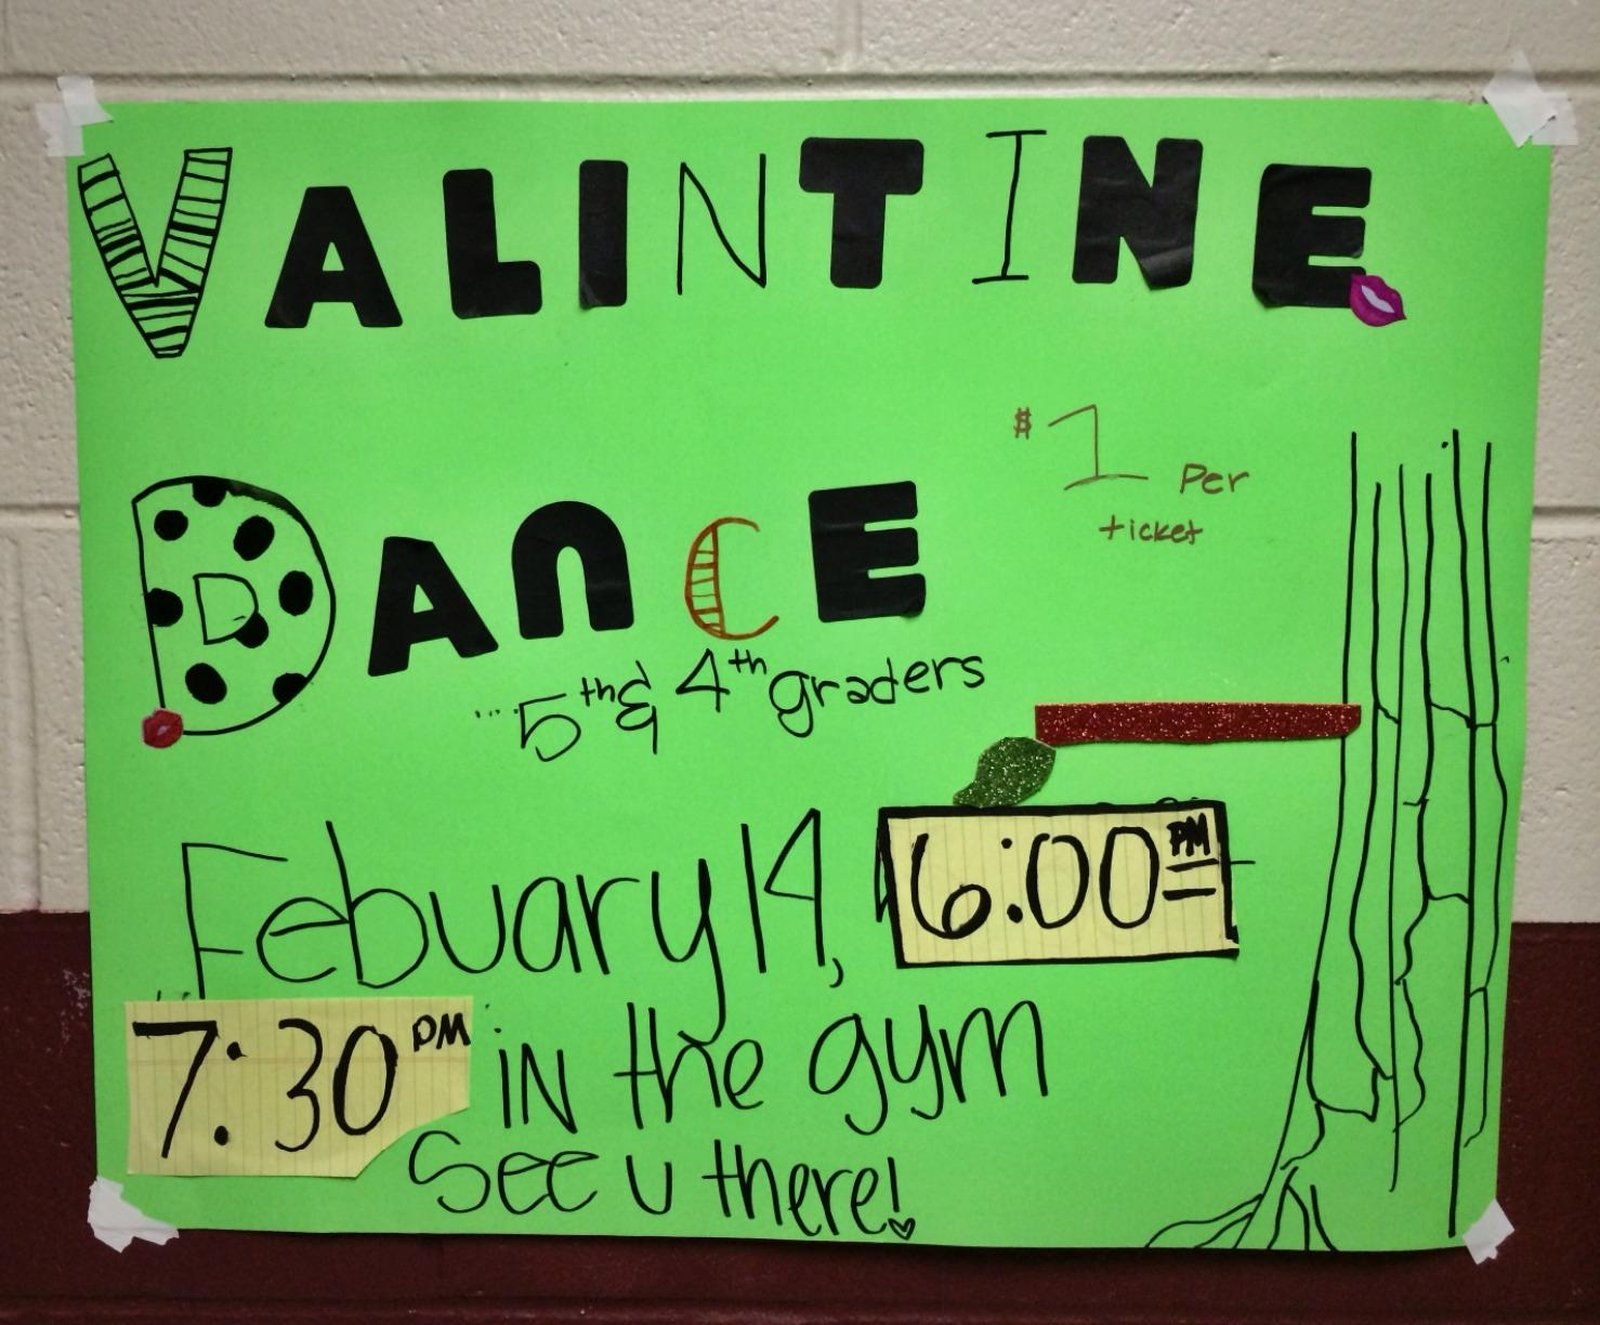 VALINTINE
DANCE
$1 Per
ticket
...5th & 4th graders
Febuary 14, 6:00 PM
7:30 PM iN the gym
See u there!